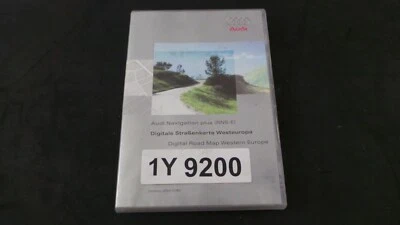 Audi
Audi Navigation plus (RNS-E)
Digitale Straßenkarte Westeuropa
Digital Road Map Western Europe
1Y 9200